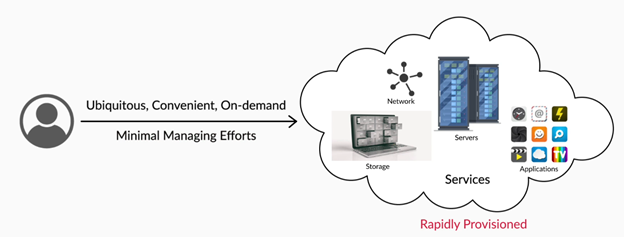 Ubiquitous, Convenient, On-demand
Minimal Managing Efforts
Network
Servers
Storage
Applications
Services
Rapidly Provisioned